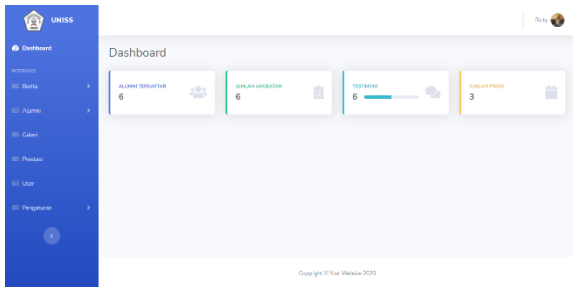 UNISS
Ricky
Dashboard
Dashboard
INTERFACE
Berita
Alumni
Galeri
Prestasi
User
Pengaturan
ALUMNI TERDAFTAR
6
JUMLAH ANGKATAN
6
TESTIMONI
6
JUMLAH PRODI
3
Copyright © Your Website 2020